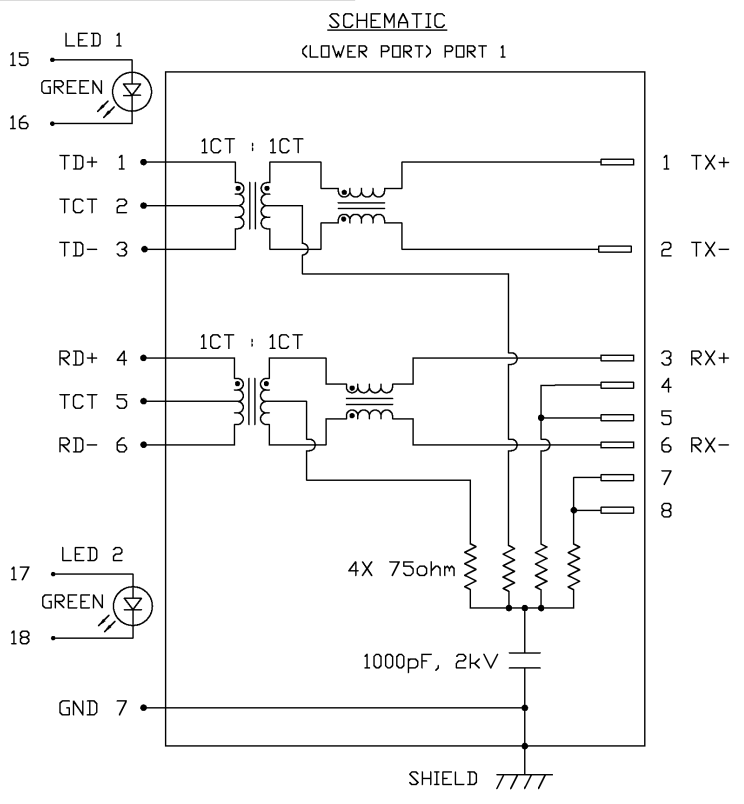 SCHEMATIC
(LOWER PORT) PORT 1
LED 1
15
GREEN
16
1CT : 1CT
TD+ 1
1 TX+
TCT 2
TD- 3
2 TX-
1CT : 1CT
RD+ 4
3 RX+
4
TCT 5
5
RD- 6
6 RX-
7
8
LED 2
17
4X 75ohm
GREEN
18
1000pF, 2kV
GND 7
SHIELD